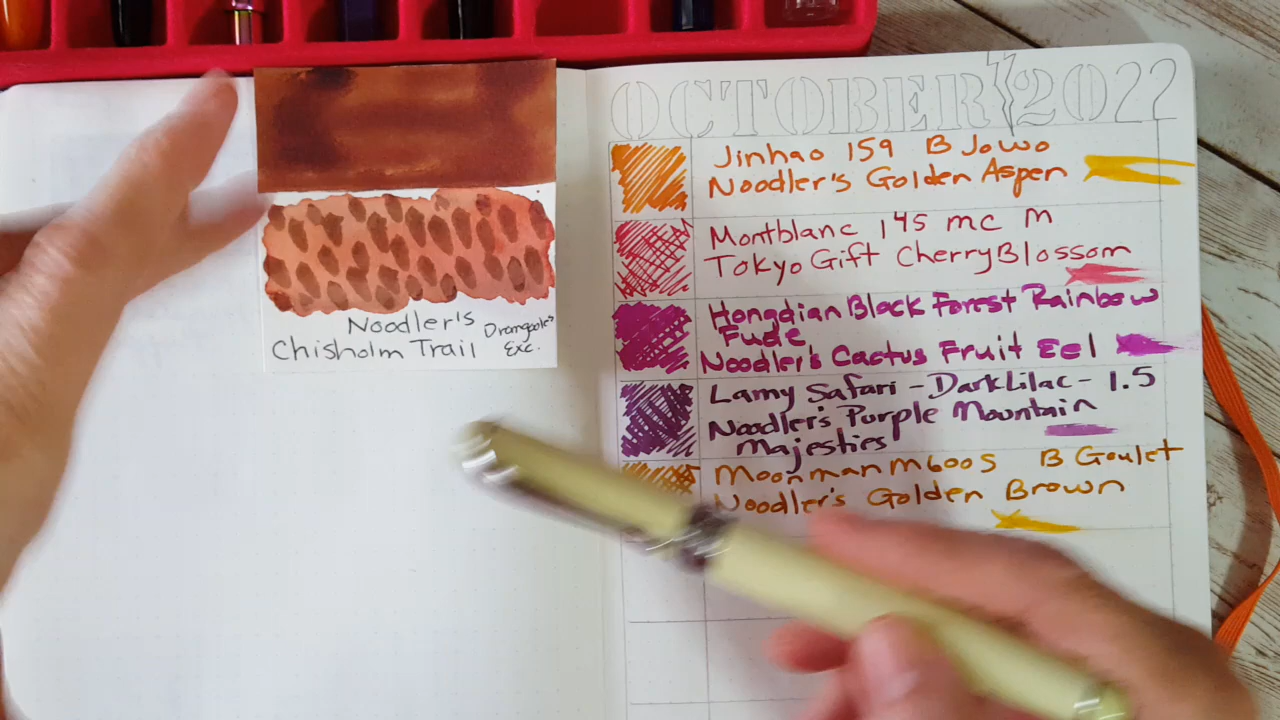 Noodler's
Chisholm Trail
Exc.
OCTOBER 2022
Jinhao 159 B Jowo
Noodler's Golden Aspen
Montblanc 145 mc M
Tokyo Gift Cherry Blossom
Hongdian Black Forest Rainbow
Fude
Noodler's Cactus Fruit Eel
Lamy Safari - Dark Lilac - 1.5
Noodler's Purple Mountain
Majesties
Moonman M600S B Goulet
Noodler's Golden Brown